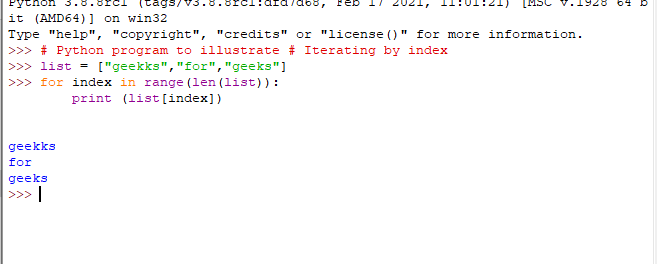 Python 3.8.8rc1 (tags/v3.8.8rc1:dfd7d68, Feb 17 2021, 11:01:21) [MSC v.1928 64 b
it (AMD64)] on win32
Type "help", "copyright", "credits" or "license()" for more information.
>>> # Python program to illustrate # Iterating by index
>>> list = ["geekks","for","geeks"]
>>> for index in range(len(list)):
        print (list[index])
geekks
for
geeks
>>>